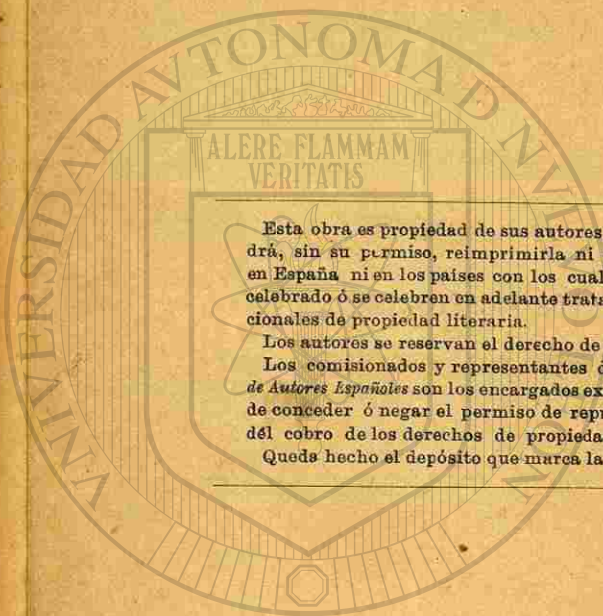 UNIVERSIDAD AUTONOMA D NUE
ALERE FLAMMAM
VERITATIS
Esta obra es propiedad de sus autores
drá, sin su permiso, reimprimirla ni
en España ni en los países con los cual
celebrado ó se celebren en adelante trata
cionales de propiedad literaria.
Los autores se reservan el derecho de
Los comisionados y representantes d
de Autores Españoles son los encargados ex
de conceder ó negar el permiso de repr
dél cobro de los derechos de propieda
Queda hecho el depósito que marca la